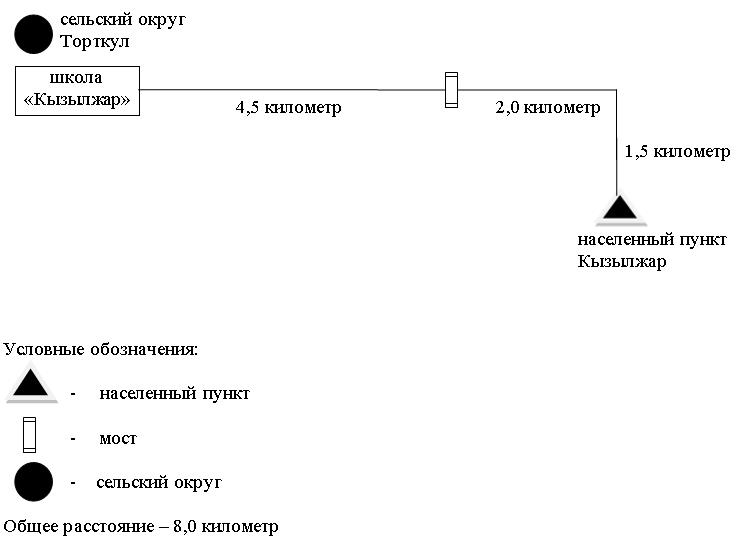 сельский округ
Торткул
школа
«Кызылжар»
4,5 километр
2,0 километр
1,5 километр
населенный пункт
Кызылжар
Условные обозначения:
- населенный пункт
- мост
- сельский округ
Общее расстояние – 8,0 километр